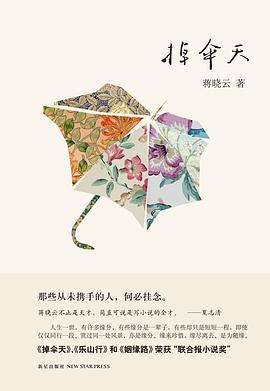 掉伞天
蒋晓云 著
那些从未携手的人，何必挂念。
蒋晓云不止是天才，简直可说是写小说的全才。 ——夏志清
人生一世，有许多缘分，有些缘分是一辈子，有些却只是短短一程，即使
仅仅同行一段，贪过同一处风景，亦是缘分。缘来珍惜，缘尽离去，是为随缘。
《掉伞天》、《乐山行》和《姻缘路》荣获“联合报小说奖”
新星出版社 NEW STAR PRESS